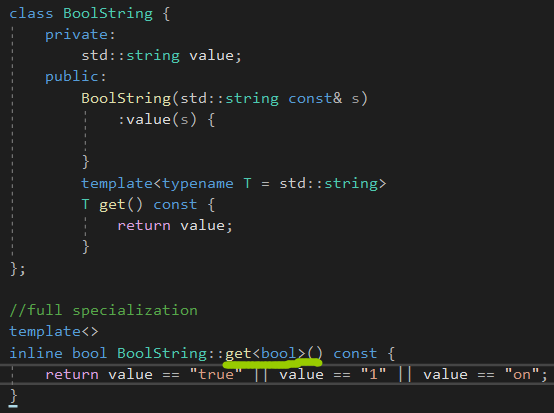 class BoolString {
private:
std::string value;
public:
BoolString(std::string const& s)
:value(s) {
}
template<typename T = std::string>
T get() const {
return value;
}
};
//full specialization
template<>
inline bool BoolString::get<bool>() const {
return value == "true" || value == "1" || value == "on";
}